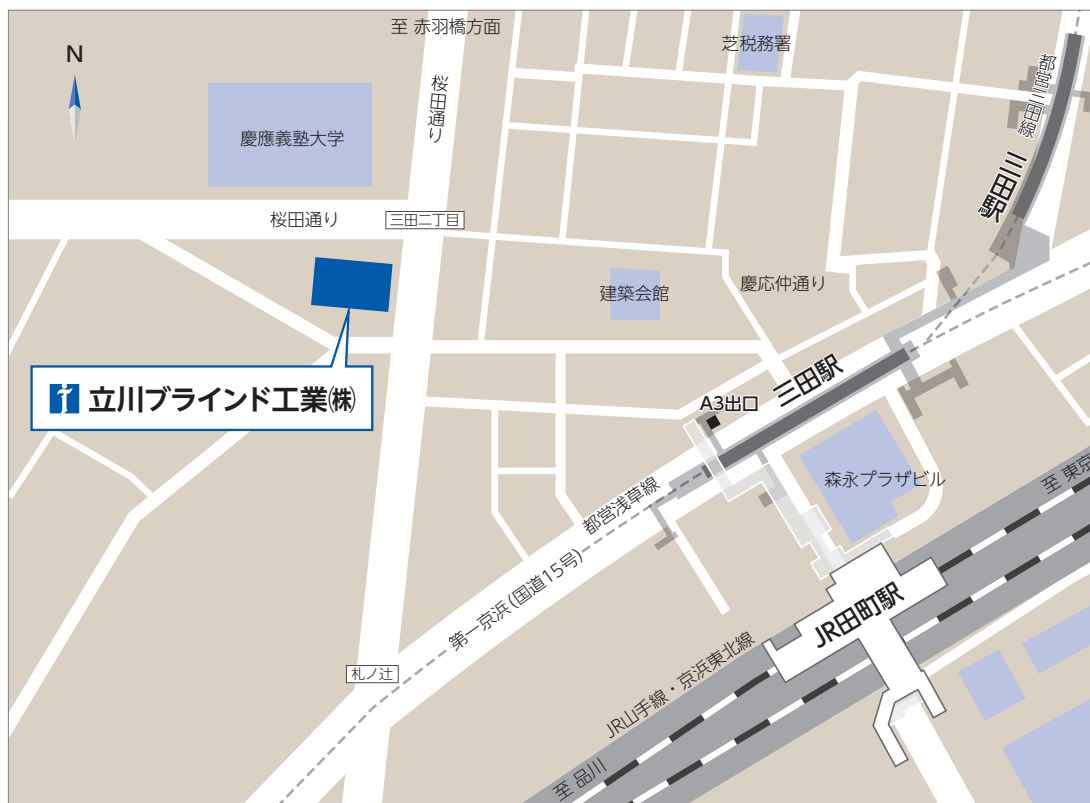 至 赤羽橋方面
芝税務署
N
都営三田線
桜田通り
慶應義塾大学
三田駅
桜田通り
三田二丁目
慶応仲通り
建築会館
立川ブラインド工業㈱
三田駅
A3出口
森永プラザビル
至 東京
都営浅草線
第一京浜(国道15号)
JR田町駅
札ノ辻
JR山手線・京浜東北線
至 品川